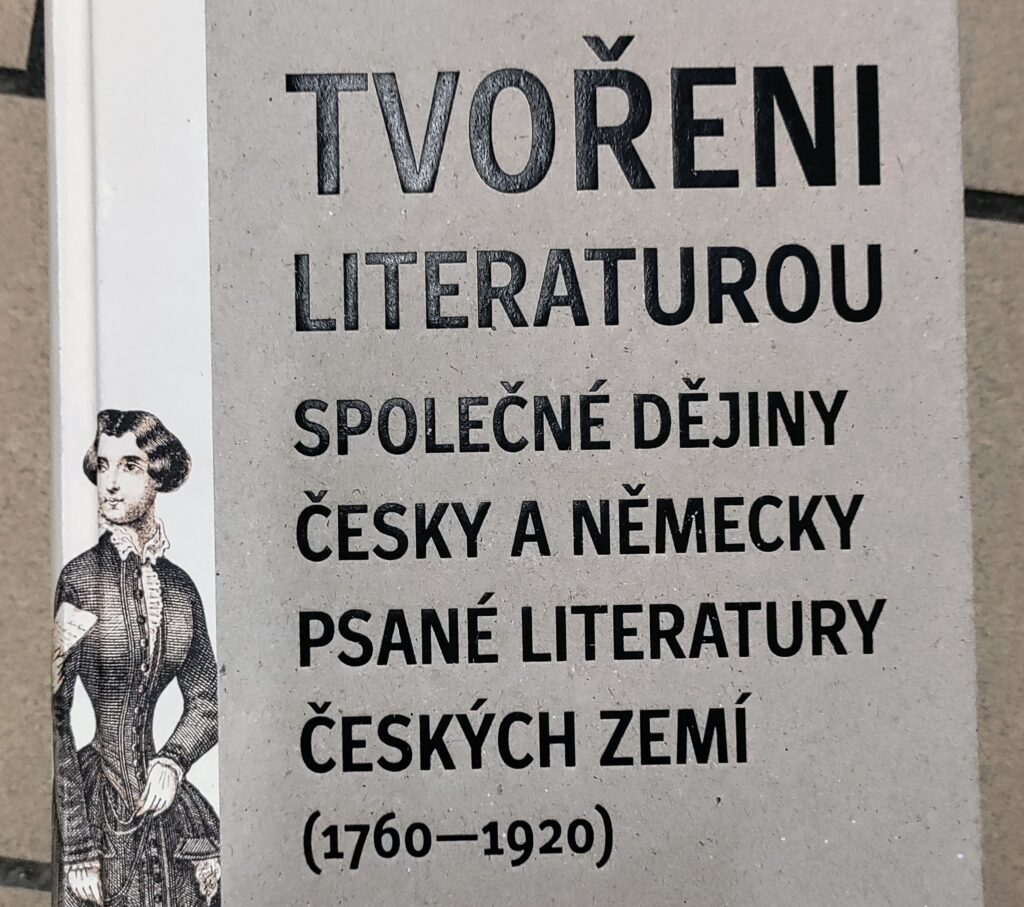 TVOŘENI
LITERATUROU
SPOLEČNÉ DĚJINY
ČESKY A NĚMECKY
PSANÉ LITERATURY
ČESKÝCH ZEMÍ
(1760—1920)